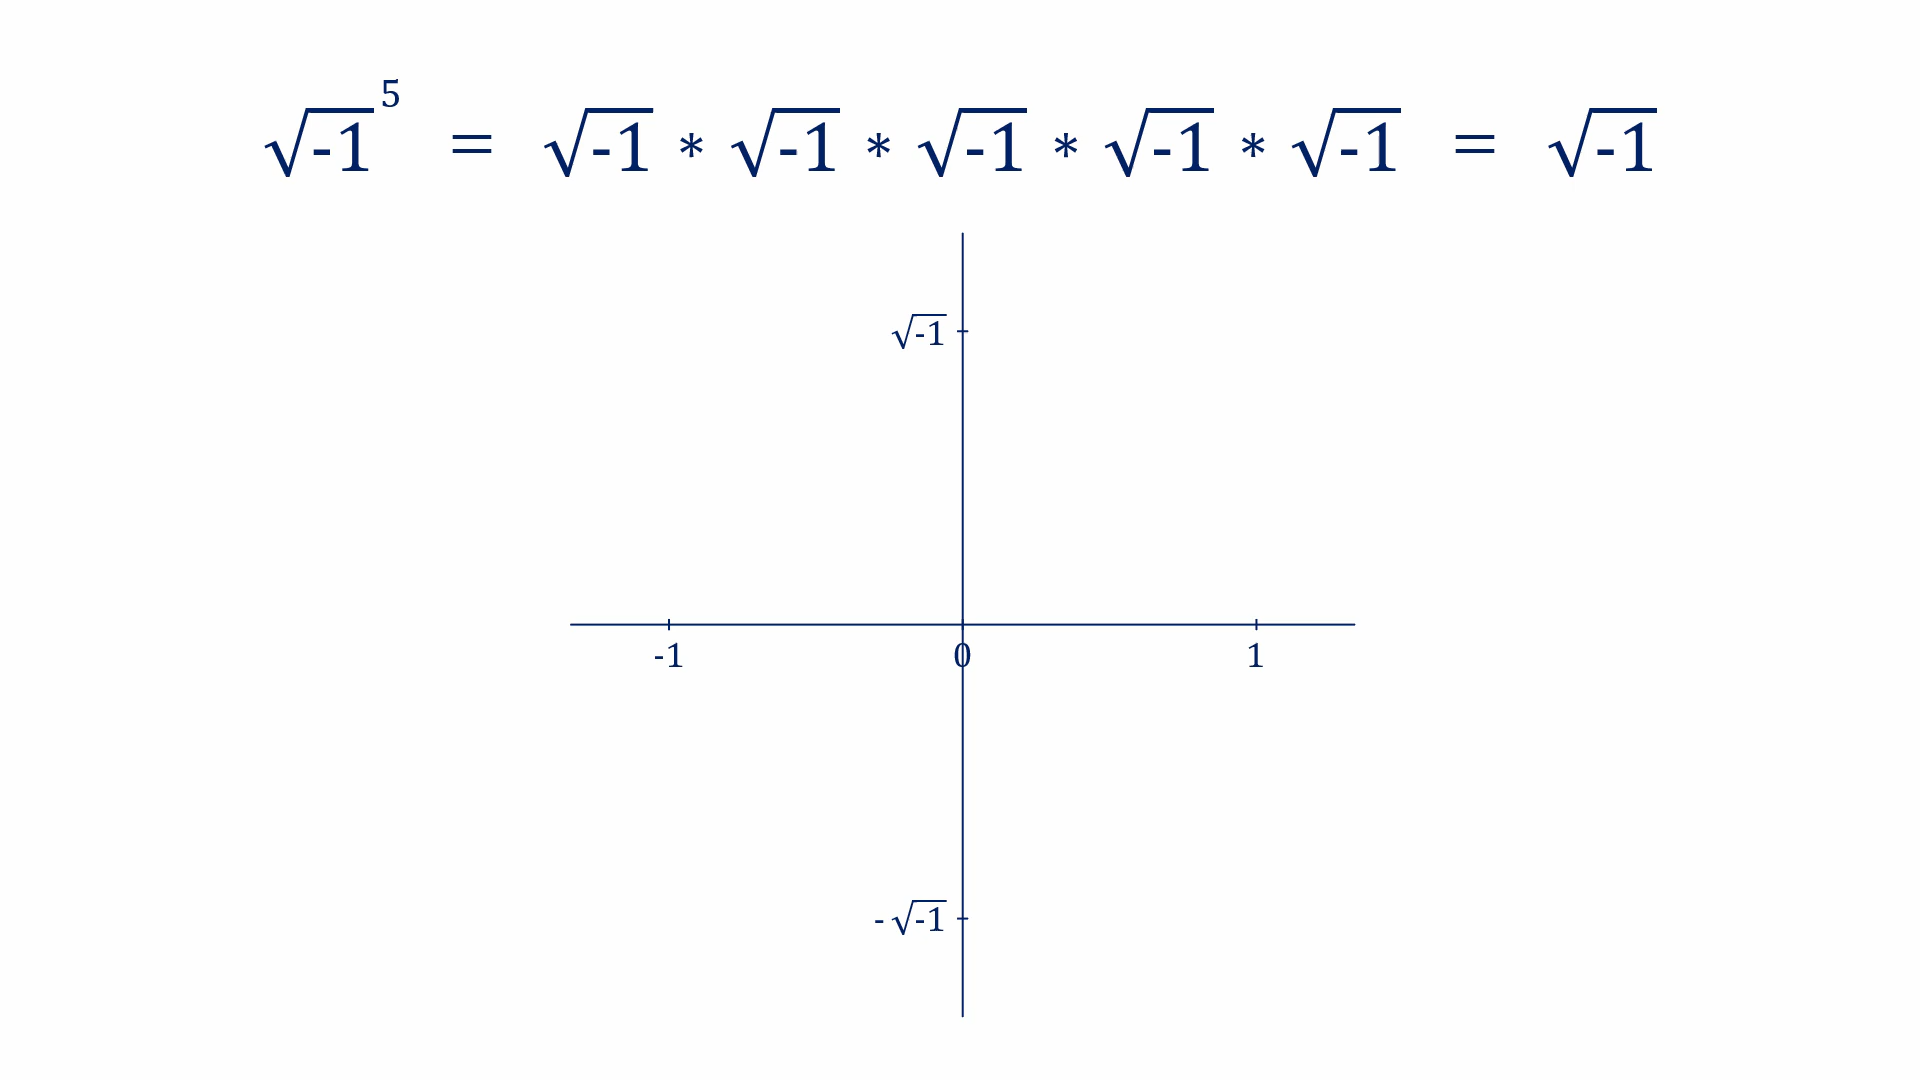 √-1⁵ = √-1 * √-1 * √-1 * √-1 * √-1 = √-1
√-1
-1 0 1
-√-1